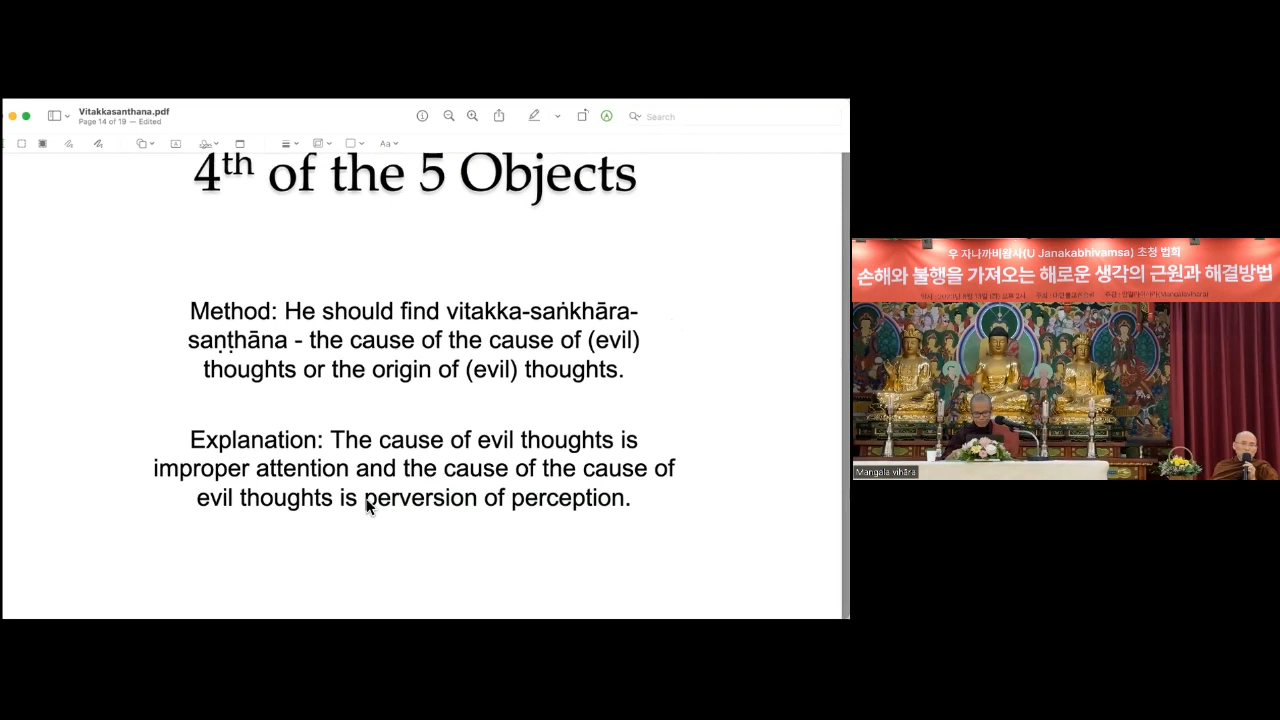 Vitakkasanthana.pdf
Page 14 of 19 — Edited
Search
Aa
4th of the 5 Objects
Method: He should find vitakka-saṅkhāra-
saṇṭhāna - the cause of the cause of (evil)
thoughts or the origin of (evil) thoughts.
Explanation: The cause of evil thoughts is
improper attention and the cause of the cause of
evil thoughts is perversion of perception.
우 자나까비왐사(U Janakabhivamsa) 초청 법회
손해와 불행을 가져오는 해로운 생각의 근원과 해결방법
Mangala vihāra